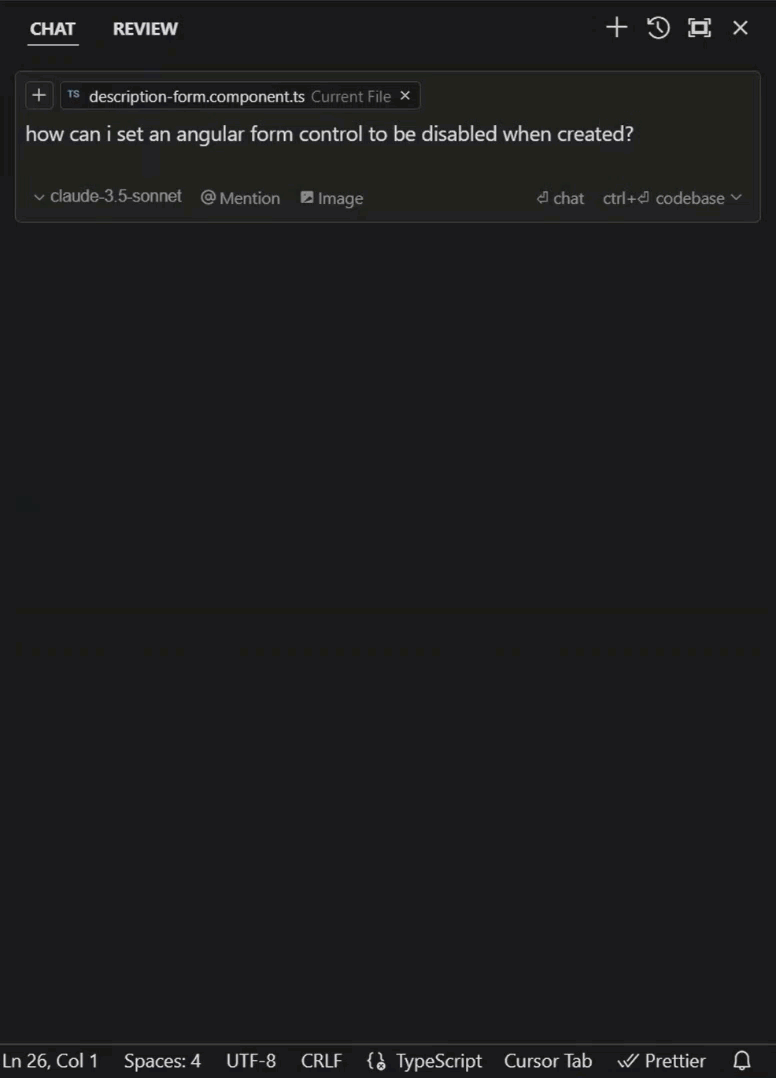 CHAT REVIEW
TS description-form.component.ts Current File
how can i set an angular form control to be disabled when created?
claude-3.5-sonnet @ Mention Image chat ctrl+⏎ codebase
Ln 26, Col 1 Spaces: 4 UTF-8 CRLF TypeScript Cursor Tab Prettier